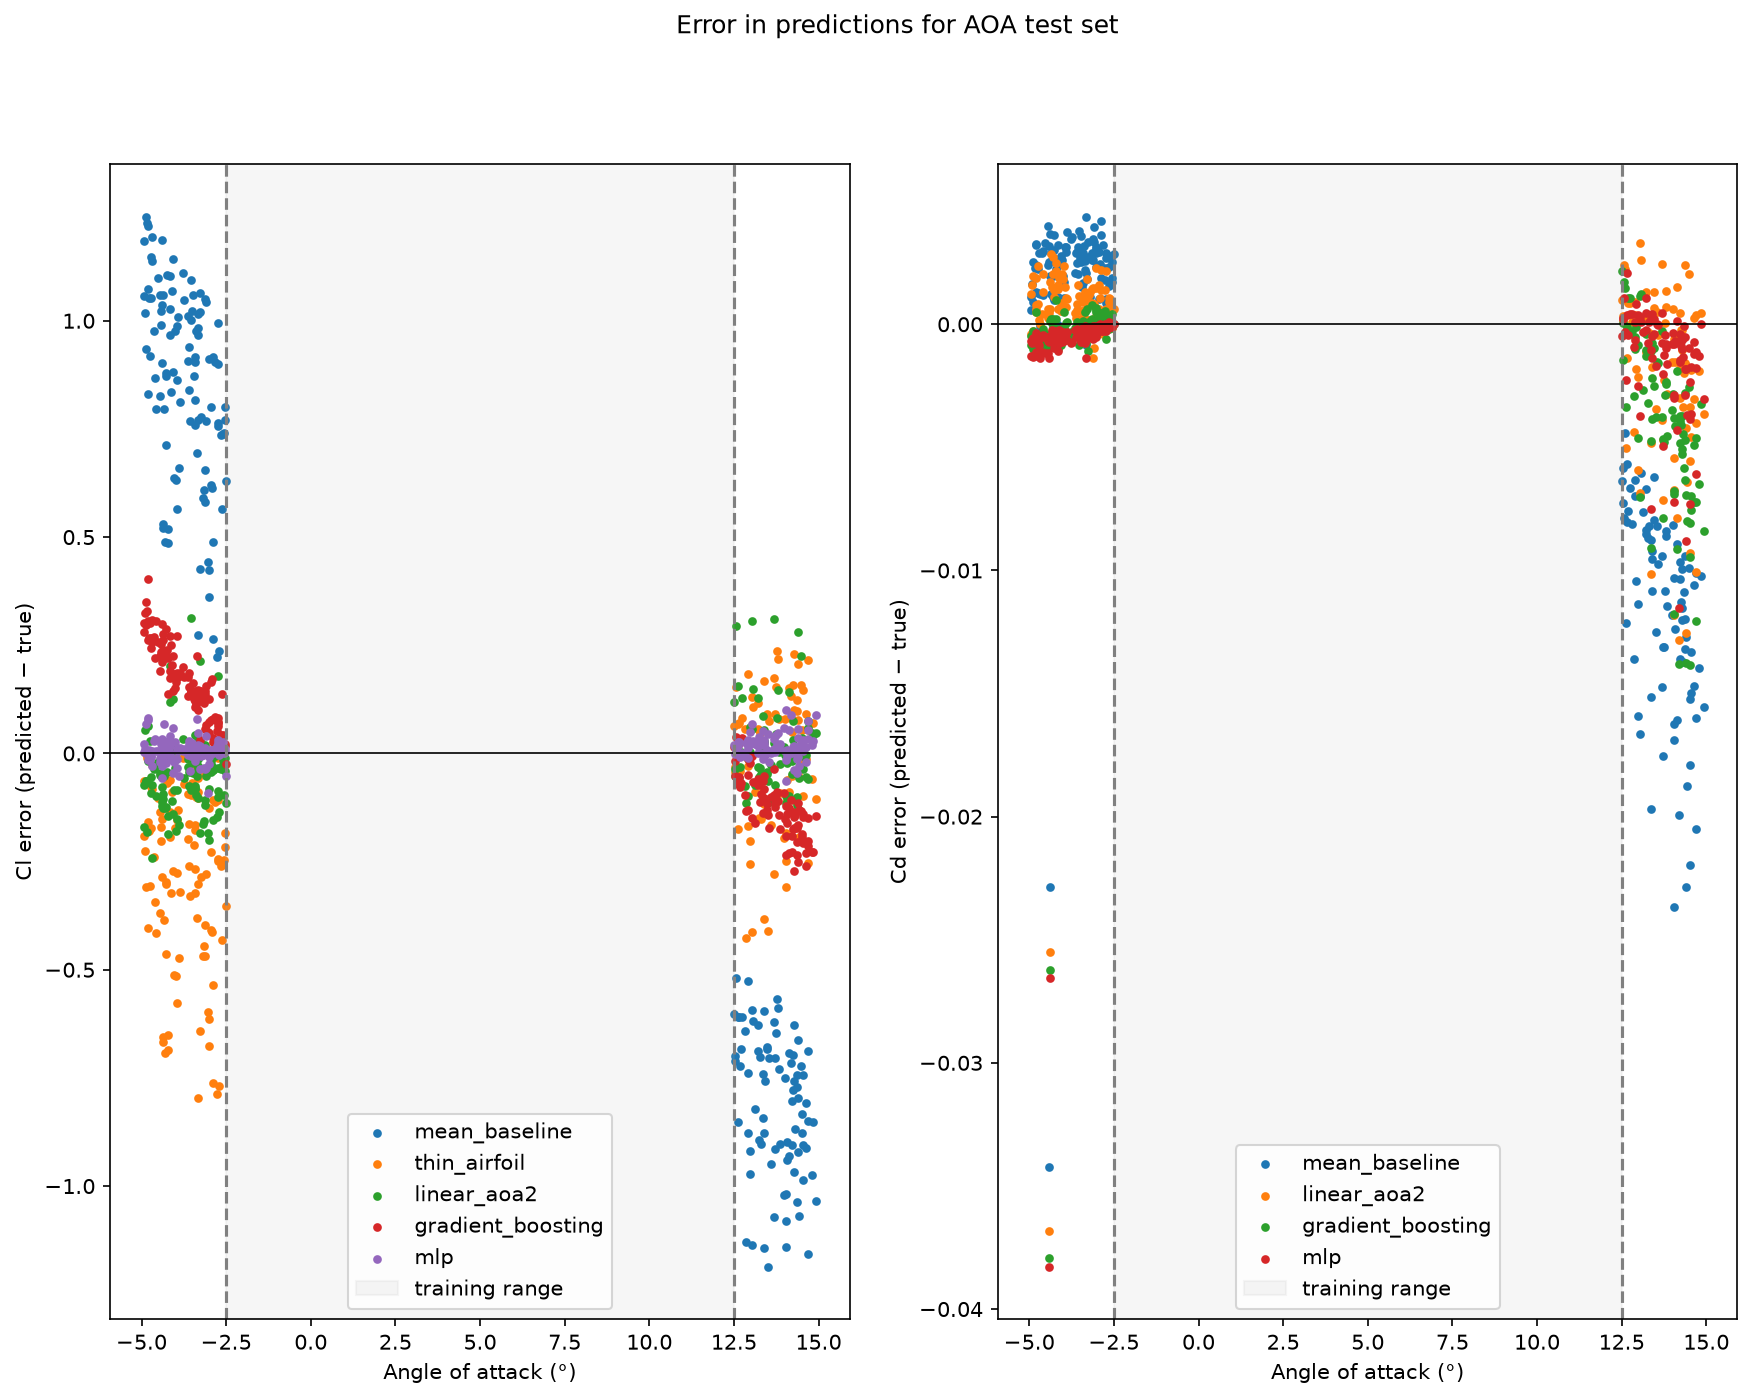 Error in predictions for AOA test set
Cl error (predicted − true)
1.0
0.5
0.0
−0.5
−1.0
mean_baseline
thin_airfoil
linear_aoa2
gradient_boosting
mlp
training range
−5.0 −2.5 0.0 2.5 5.0 7.5 10.0 12.5 15.0
Angle of attack (°)
Cd error (predicted − true)
0.00
−0.01
−0.02
−0.03
−0.04
mean_baseline
linear_aoa2
gradient_boosting
mlp
training range
−5.0 −2.5 0.0 2.5 5.0 7.5 10.0 12.5 15.0
Angle of attack (°)